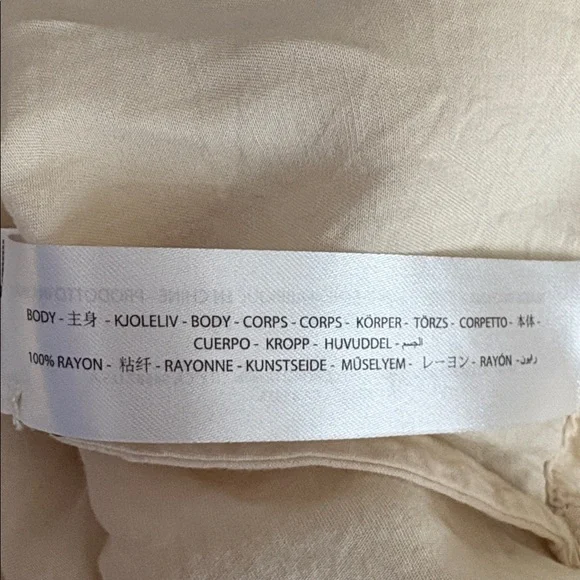 BODY - 主身 - KJOLELIV - BODY - CORPS - CORPS - KÖRPER - TÖRZS - CORPETTO - 本体 -
CUERPO - KROPP - HUVUDDEL - الجسم
100% RAYON - 粘纤 - RAYONNE - KUNSTSEIDE - MŰSELYEM - レーヨン - RAYÓN - رايون